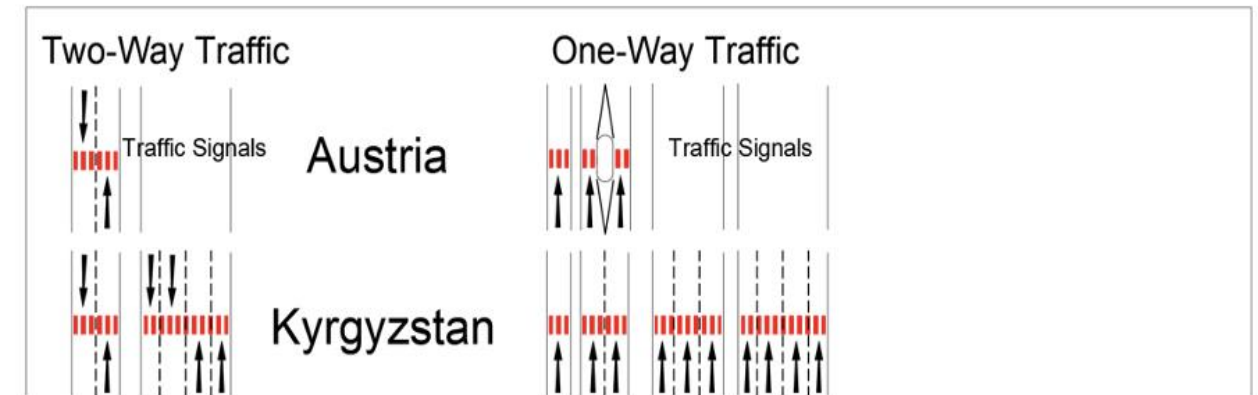 Two-Way Traffic
One-Way Traffic
Traffic Signals
Austria
Traffic Signals
Kyrgyzstan